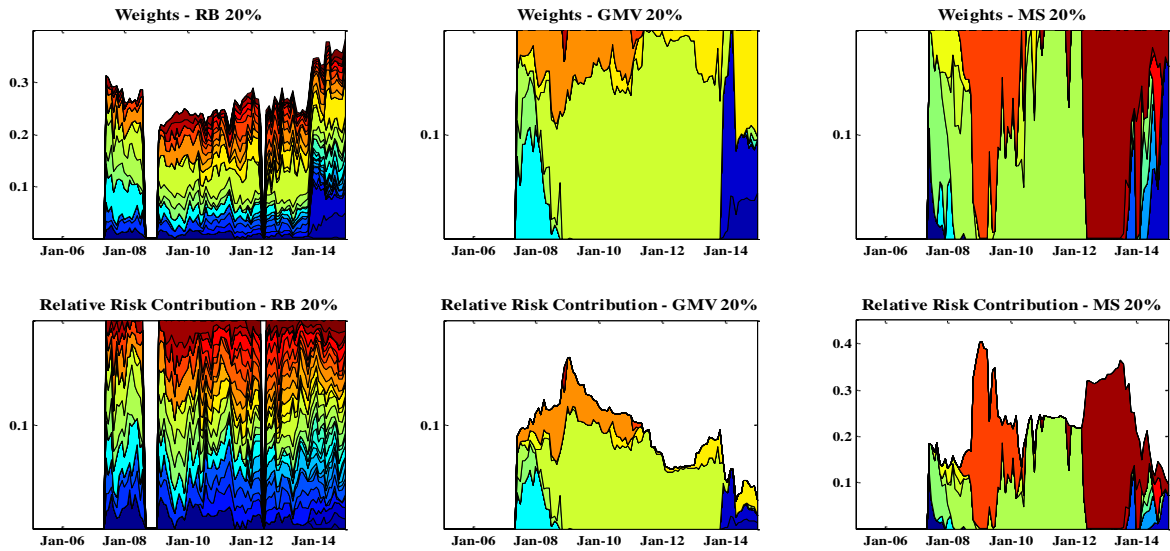 Weights - RB 20%
0.3
0.2
0.1
Jan-06 Jan-08 Jan-10 Jan-12 Jan-14
Weights - GMV 20%
0.1
Jan-06 Jan-08 Jan-10 Jan-12 Jan-14
Weights - MS 20%
0.1
Jan-06 Jan-08 Jan-10 Jan-12 Jan-14
Relative Risk Contribution - RB 20%
0.1
Jan-06 Jan-08 Jan-10 Jan-12 Jan-14
Relative Risk Contribution - GMV 20%
0.1
Jan-06 Jan-08 Jan-10 Jan-12 Jan-14
Relative Risk Contribution - MS 20%
0.4
0.3
0.2
0.1
Jan-06 Jan-08 Jan-10 Jan-12 Jan-14